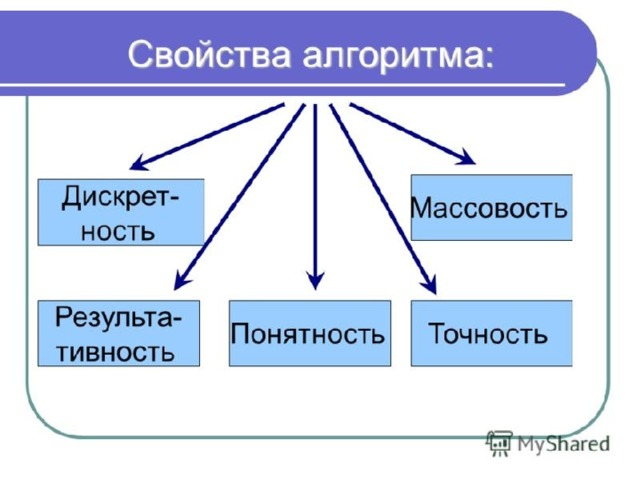 Свойства алгоритма:
Дискрет-
ность
Массовость
Результа-
тивность
Понятность
Точность
MyShared